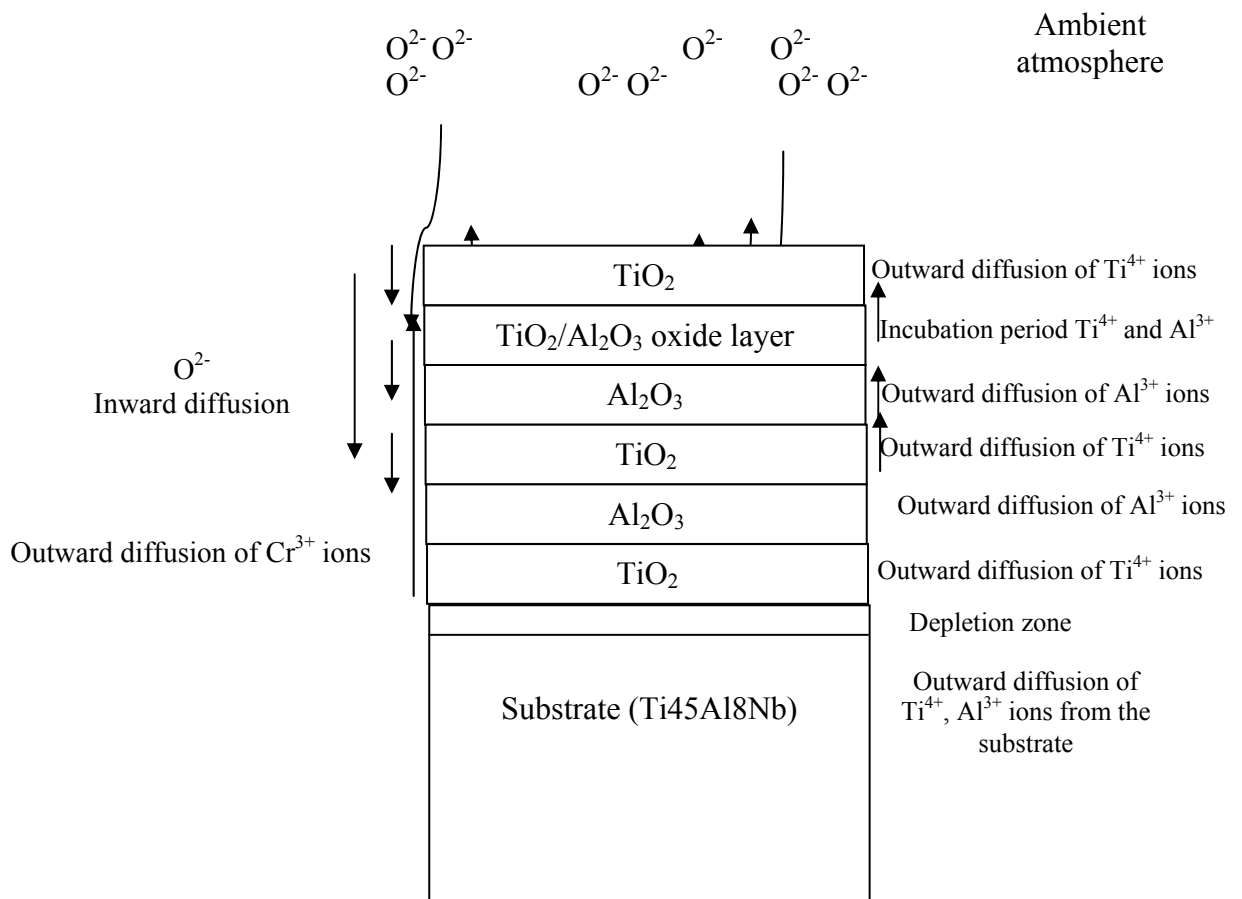 Ambient
atmosphere
O²⁻ O²⁻
O²⁻
O²⁻ O²⁻
O²⁻
O²⁻
O²⁻ O²⁻
TiO₂
Outward diffusion of Ti⁴⁺ ions
TiO₂/Al₂O₃ oxide layer
Incubation period Ti⁴⁺ and Al³⁺
O²⁻
Inward diffusion
Al₂O₃
Outward diffusion of Al³⁺ ions
TiO₂
Outward diffusion of Ti⁴⁺ ions
Al₂O₃
Outward diffusion of Al³⁺ ions
Outward diffusion of Cr³⁺ ions
TiO₂
Outward diffusion of Ti⁴⁺ ions
Depletion zone
Substrate (Ti45Al8Nb)
Outward diffusion of
Ti⁴⁺, Al³⁺ ions from the
substrate